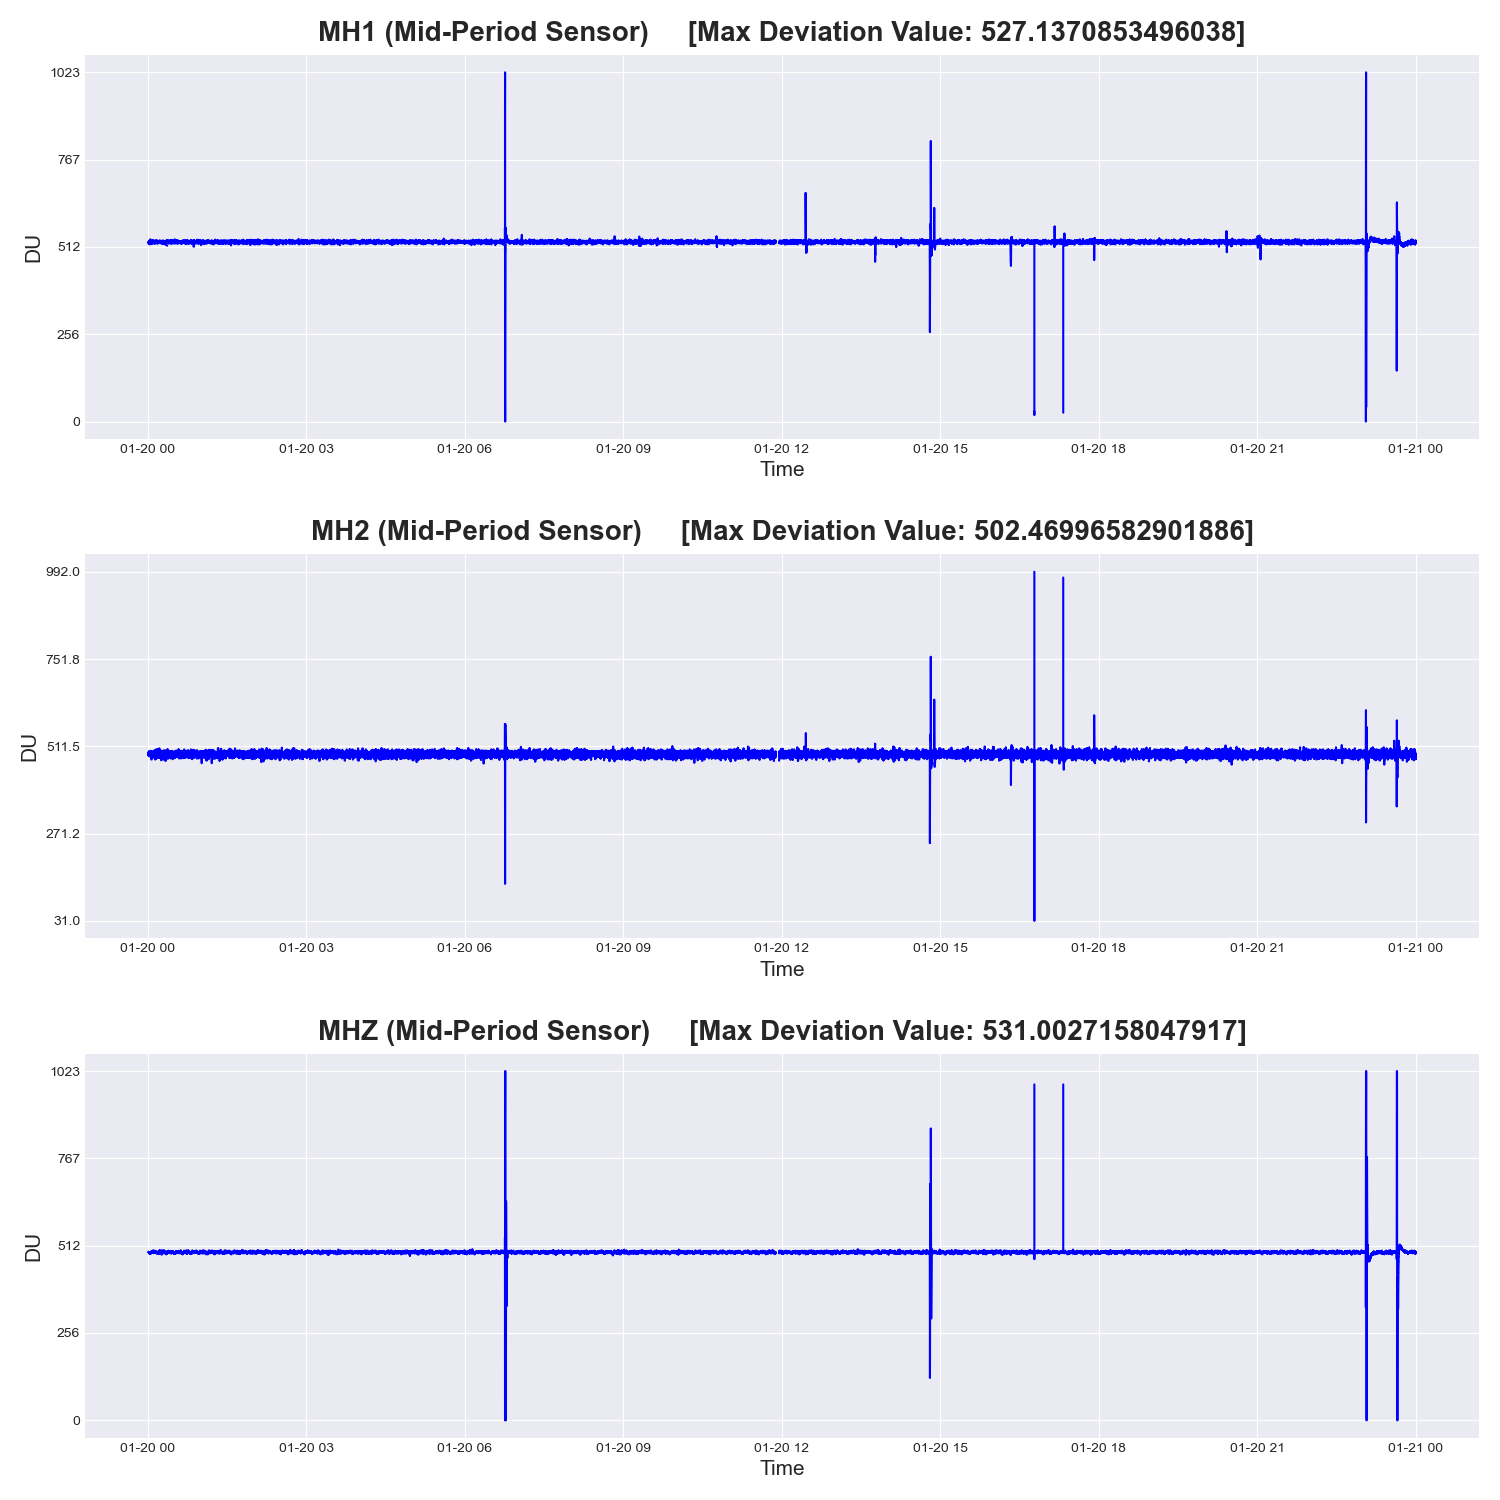 MH1 (Mid-Period Sensor) [Max Deviation Value: 527.1370853496038]
1023
767
512
256
0
DU
01-20 00 01-20 03 01-20 06 01-20 09 01-20 12 01-20 15 01-20 18 01-20 21 01-21 00
Time
MH2 (Mid-Period Sensor) [Max Deviation Value: 502.46996582901886]
992.0
751.8
511.5
271.2
31.0
DU
01-20 00 01-20 03 01-20 06 01-20 09 01-20 12 01-20 15 01-20 18 01-20 21 01-21 00
Time
MHZ (Mid-Period Sensor) [Max Deviation Value: 531.0027158047917]
1023
767
512
256
0
DU
01-20 00 01-20 03 01-20 06 01-20 09 01-20 12 01-20 15 01-20 18 01-20 21 01-21 00
Time